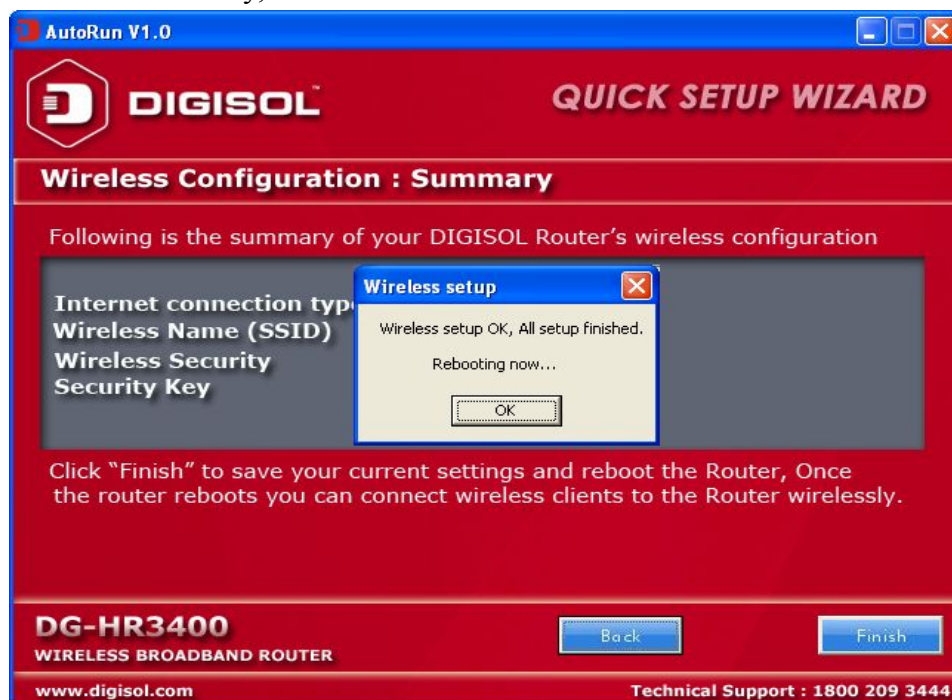 AutoRun V1.0
DIGISOL™
QUICK SETUP WIZARD
Wireless Configuration : Summary
Following is the summary of your DIGISOL Router's wireless configuration
Internet connection typ
Wireless Name (SSID)
Wireless Security
Security Key
Wireless setup
Wireless setup OK, All setup finished.
Rebooting now...
OK
Click "Finish" to save your current settings and reboot the Router, Once
the router reboots you can connect wireless clients to the Router wirelessly.
DG-HR3400
WIRELESS BROADBAND ROUTER
Back
Finish
www.digisol.com
Technical Support : 1800 209 3444